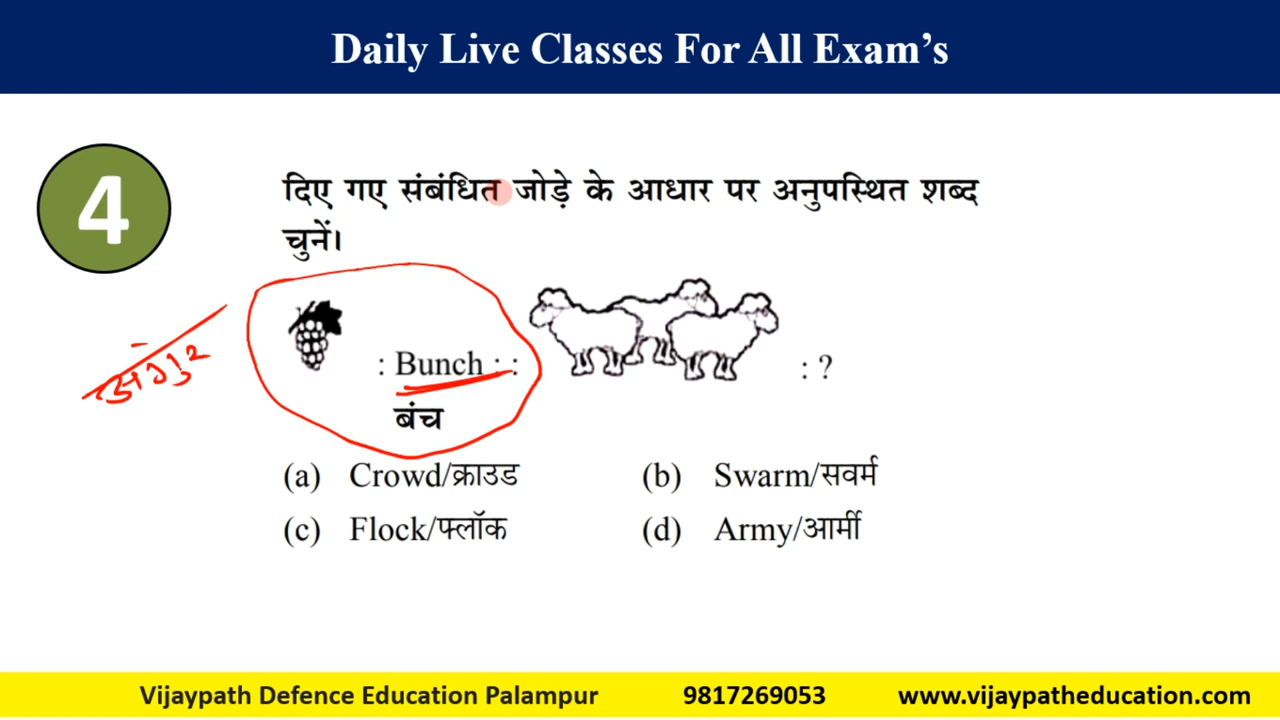 Daily Live Classes For All Exam's
4
दिए गए संबंधित जोड़े के आधार पर अनुपस्थित शब्द
चुनें।
: Bunch : : : ?
बंच
अंगुर
(a) Crowd/क्राउड (b) Swarm/सवर्म
(c) Flock/फ्लॉक (d) Army/आर्मी
Vijaypath Defence Education Palampur 9817269053 www.vijaypatheducation.com